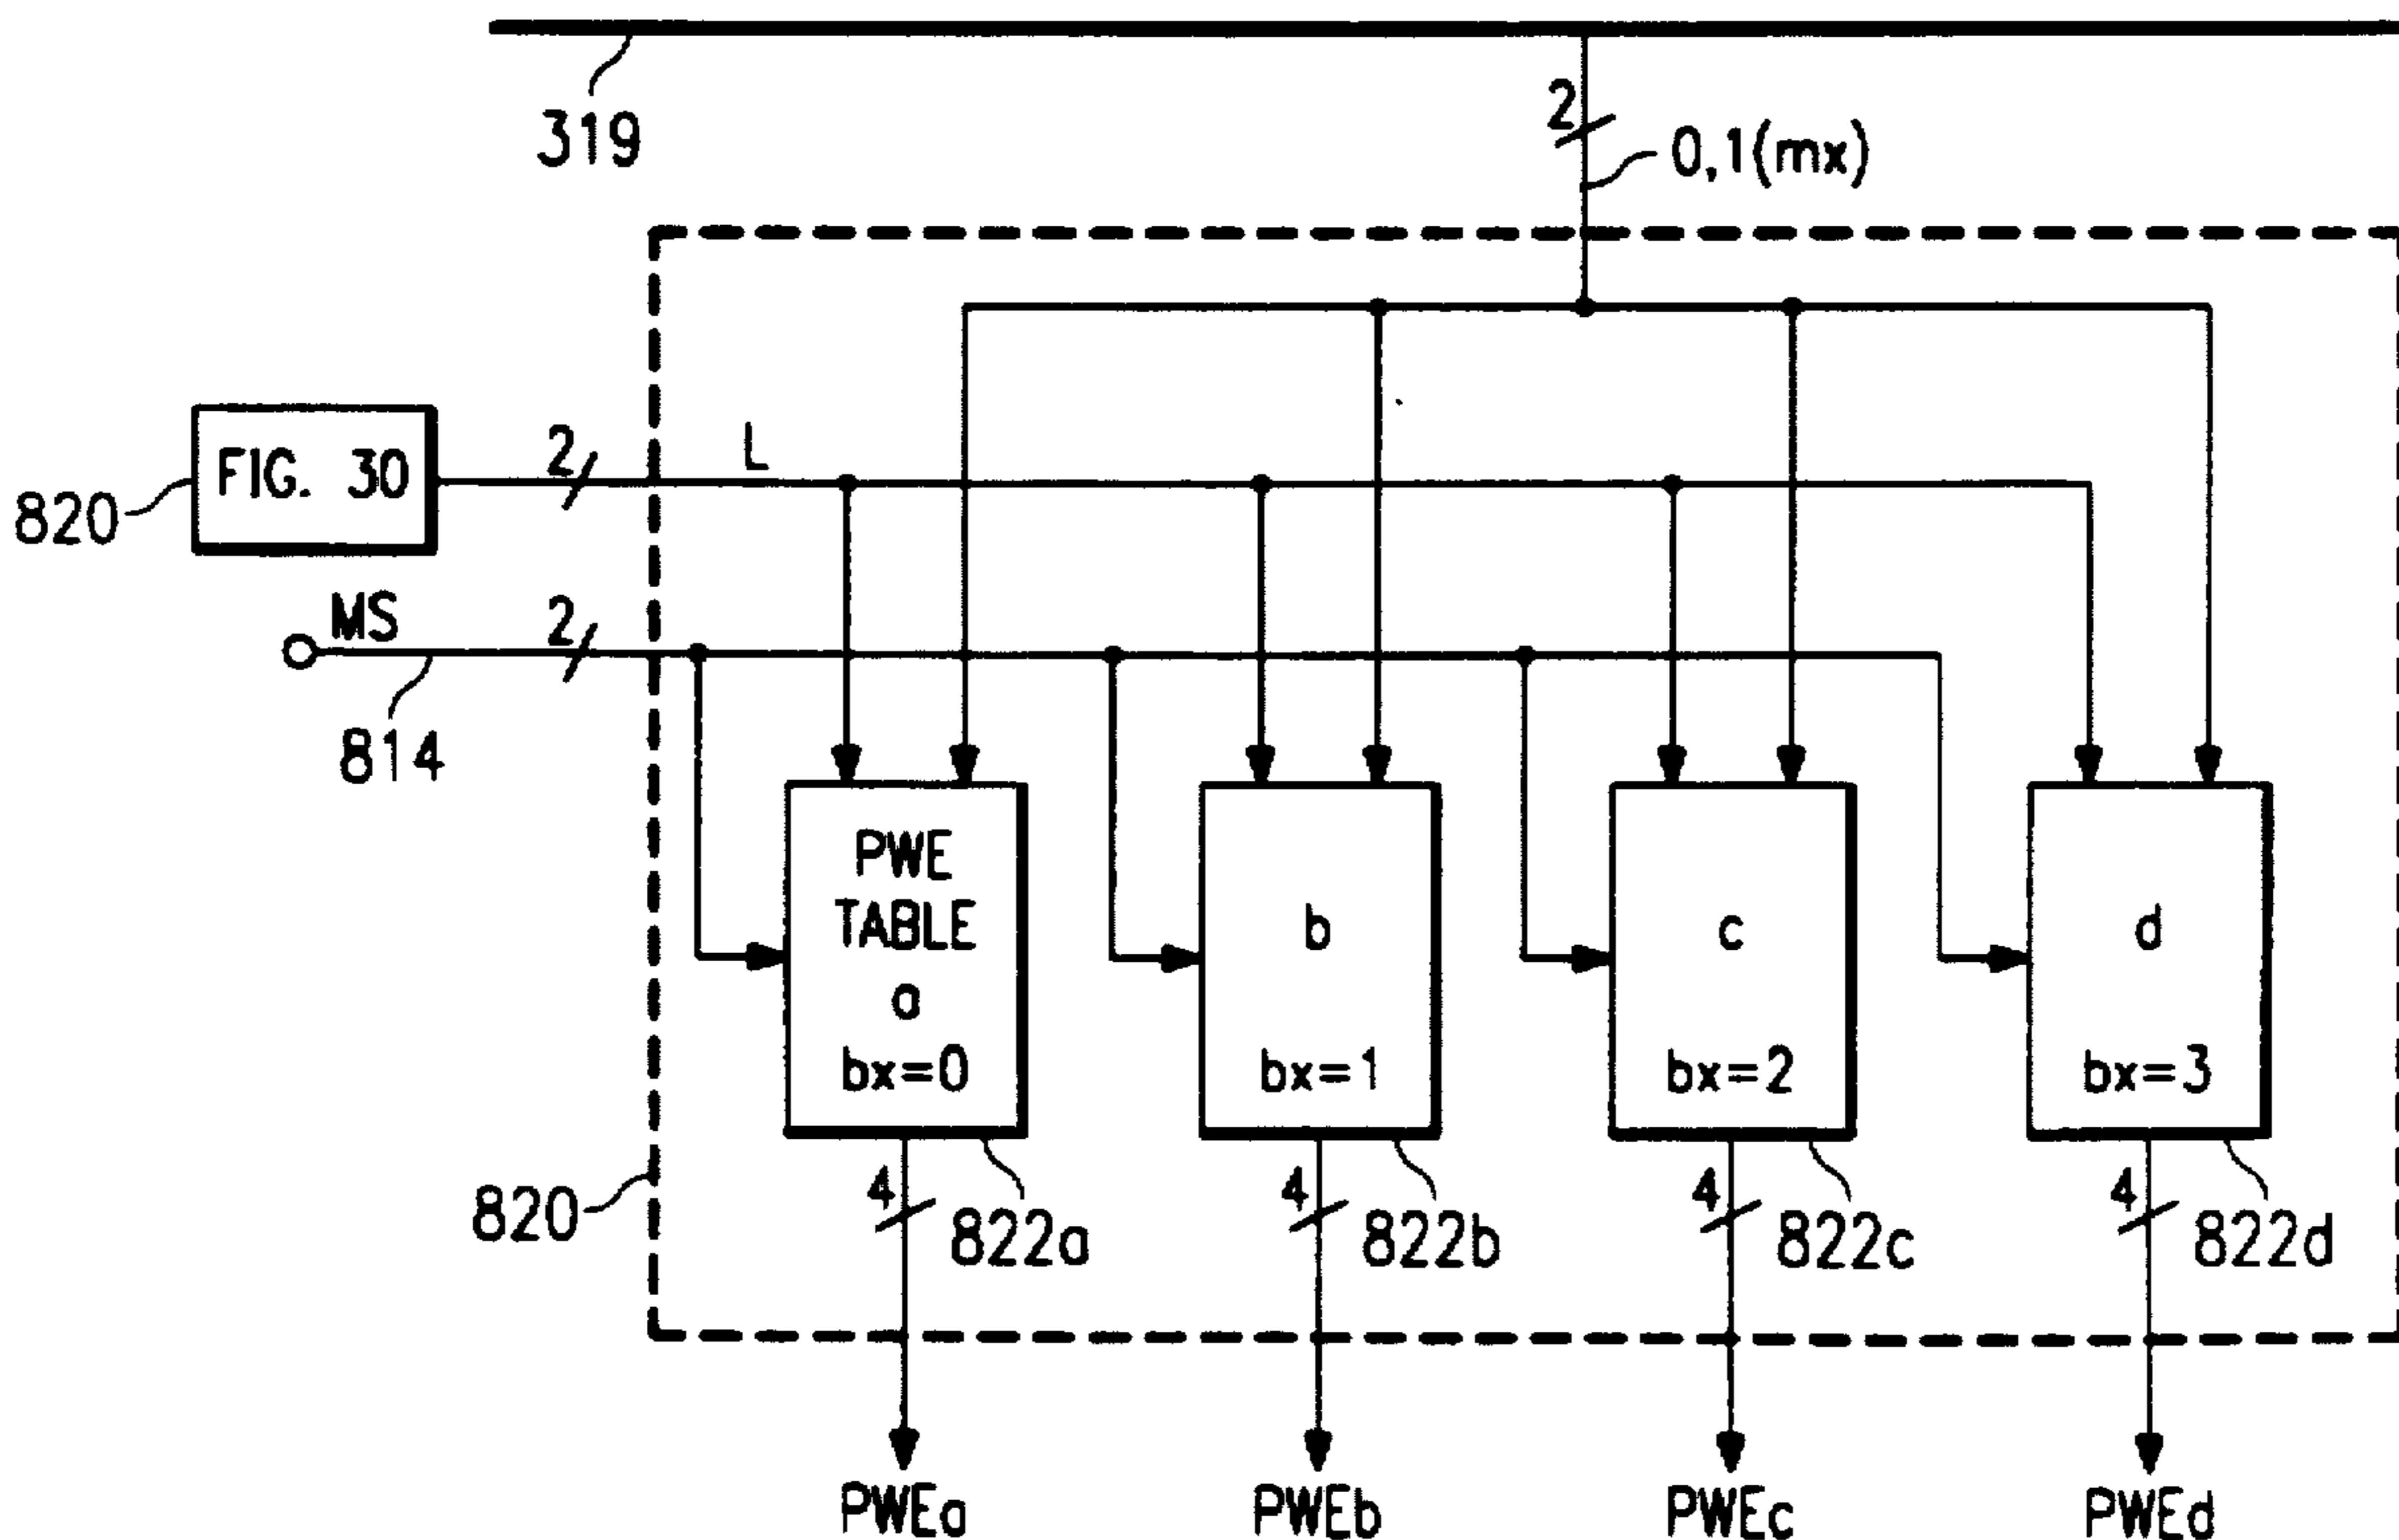 319
2
0,1(mx)
FIG. 30
820
2
L
MS
2
814
PWE
TABLE
a
bx=0
b
bx=1
c
bx=2
d
bx=3
820
4
822a
4
822b
4
822c
4
822d
PWEa
PWEb
PWEc
PWEd